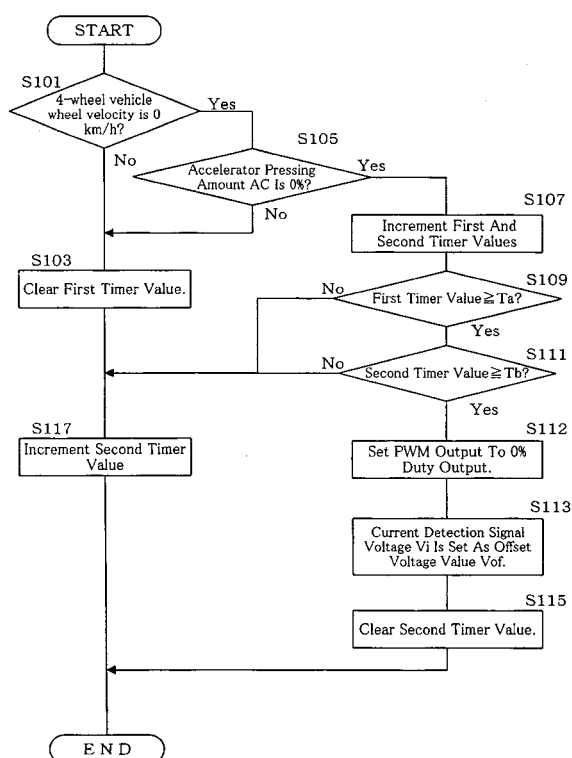 START
S101
4-wheel vehicle
wheel velocity is 0
km/h?
Yes
No
S105
Accelerator Pressing
Amount AC Is 0%?
Yes
No
S107
Increment First And
Second Timer Values
S103
Clear First Timer Value.
S109
First Timer Value≧Ta?
No
Yes
S111
Second Timer Value≧Tb?
No
Yes
S117
Increment Second Timer
Value
S112
Set PWM Output To 0%
Duty Output.
S113
Current Detection Signal
Voltage Vi Is Set As Offset
Voltage Value Vof.
S115
Clear Second Timer Value.
END